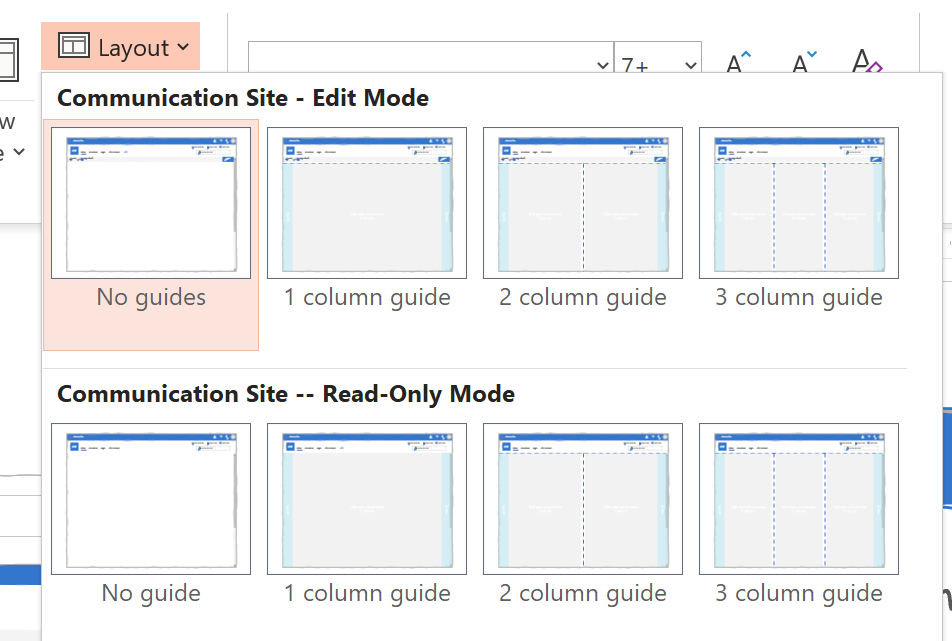 Layout
7+
A
A
A
w
e
Communication Site - Edit Mode
No guides
1 column guide
2 column guide
3 column guide
Communication Site -- Read-Only Mode
No guide
1 column guide
2 column guide
3 column guide